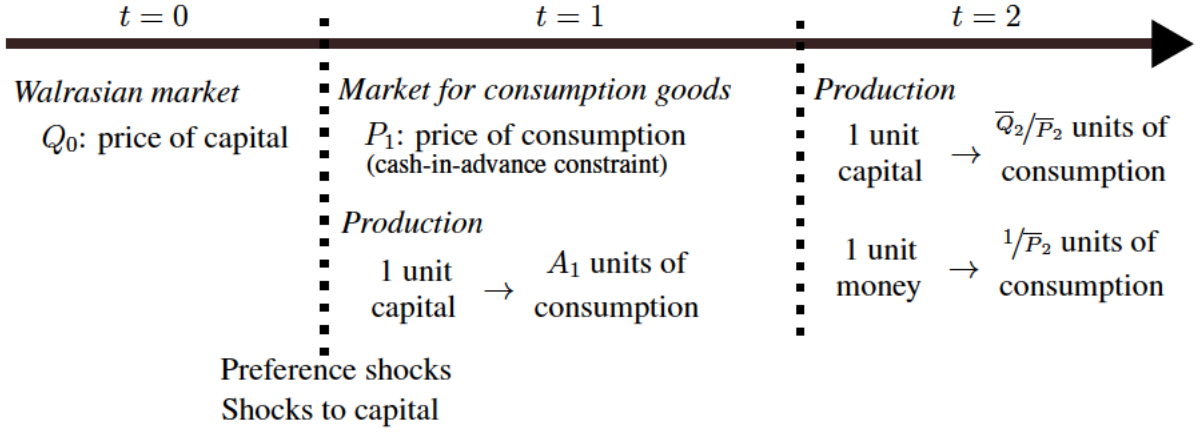 t = 0
t = 1
t = 2
Walrasian market
Q₀: price of capital
Market for consumption goods
P₁: price of consumption
(cash-in-advance constraint)
Production
1 unit capital → A₁ units of consumption
Production
1 unit capital → Q̅₂/P̅₂ units of consumption
1 unit money → 1/P̅₂ units of consumption
Preference shocks
Shocks to capital